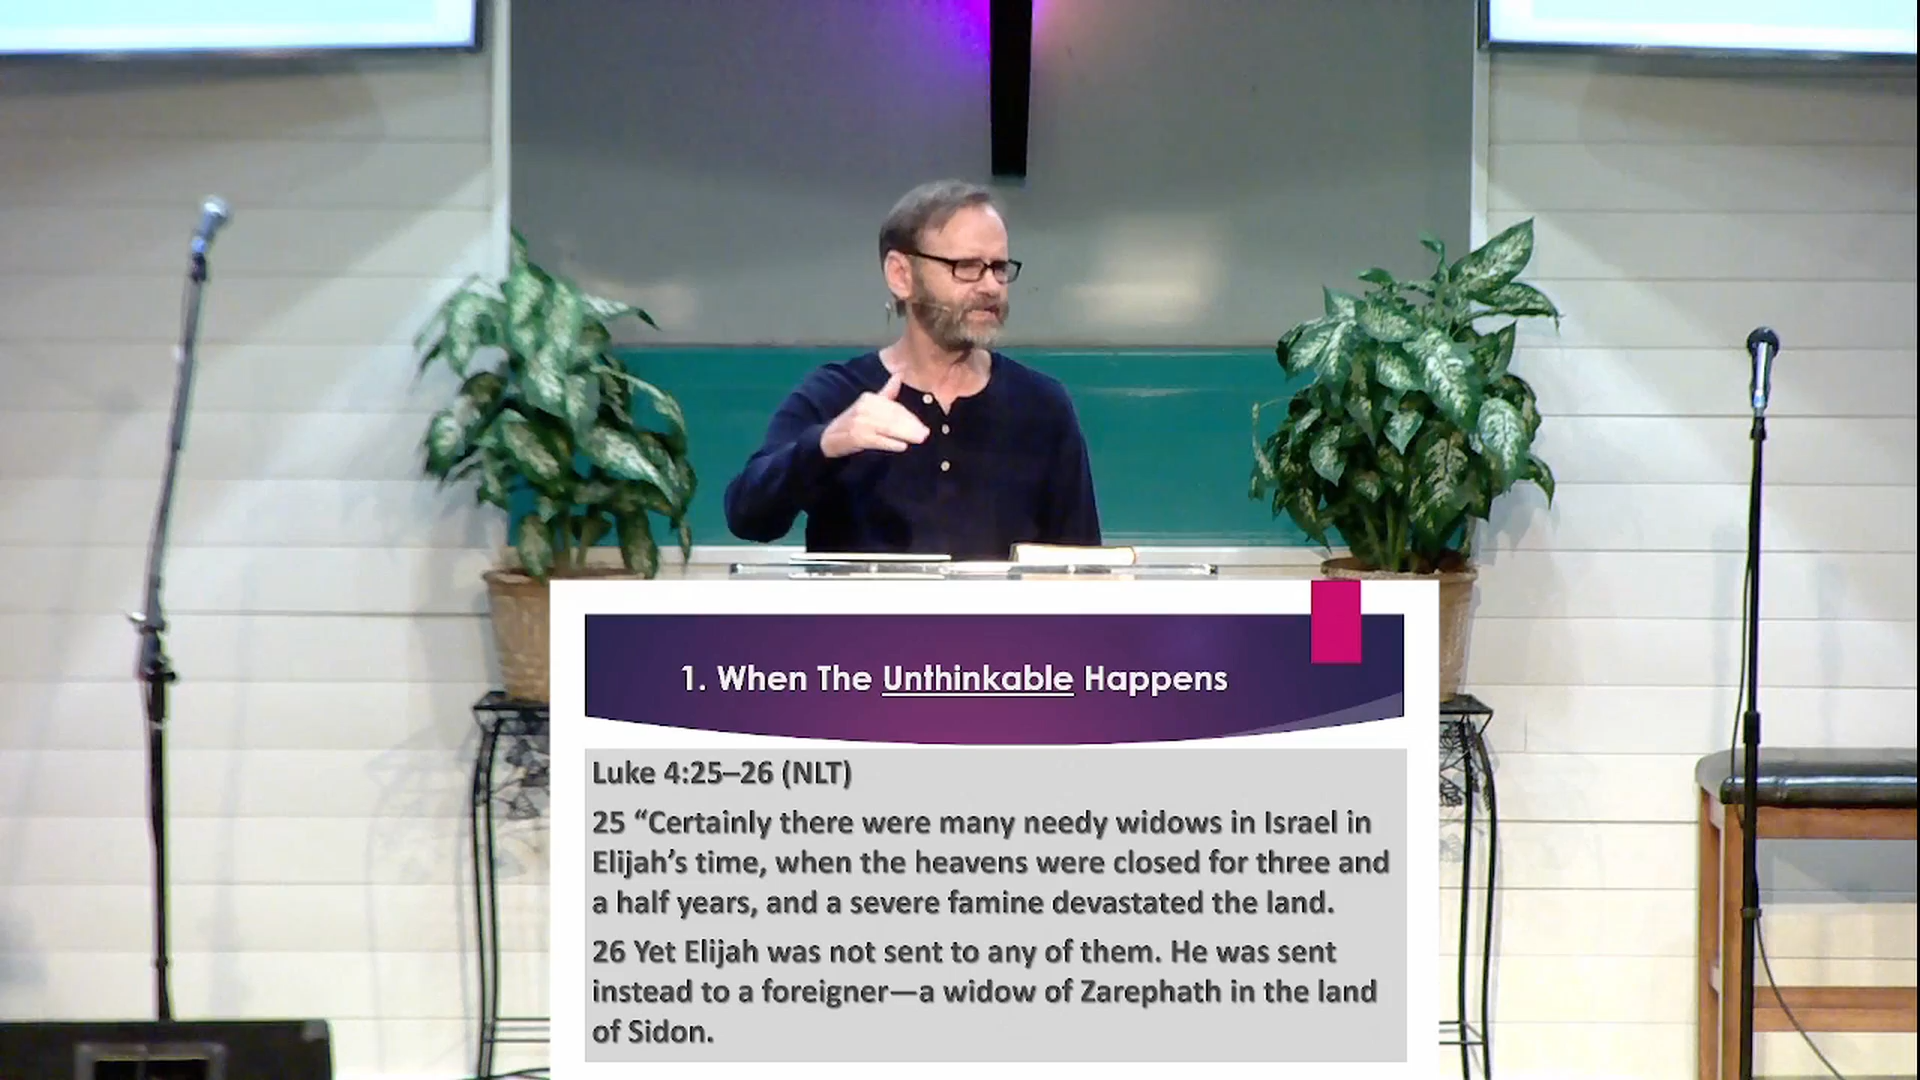 1. When The Unthinkable Happens
Luke 4:25–26 (NLT)
25 “Certainly there were many needy widows in Israel in
Elijah’s time, when the heavens were closed for three and
a half years, and a severe famine devastated the land.
26 Yet Elijah was not sent to any of them. He was sent
instead to a foreigner—a widow of Zarephath in the land
of Sidon.